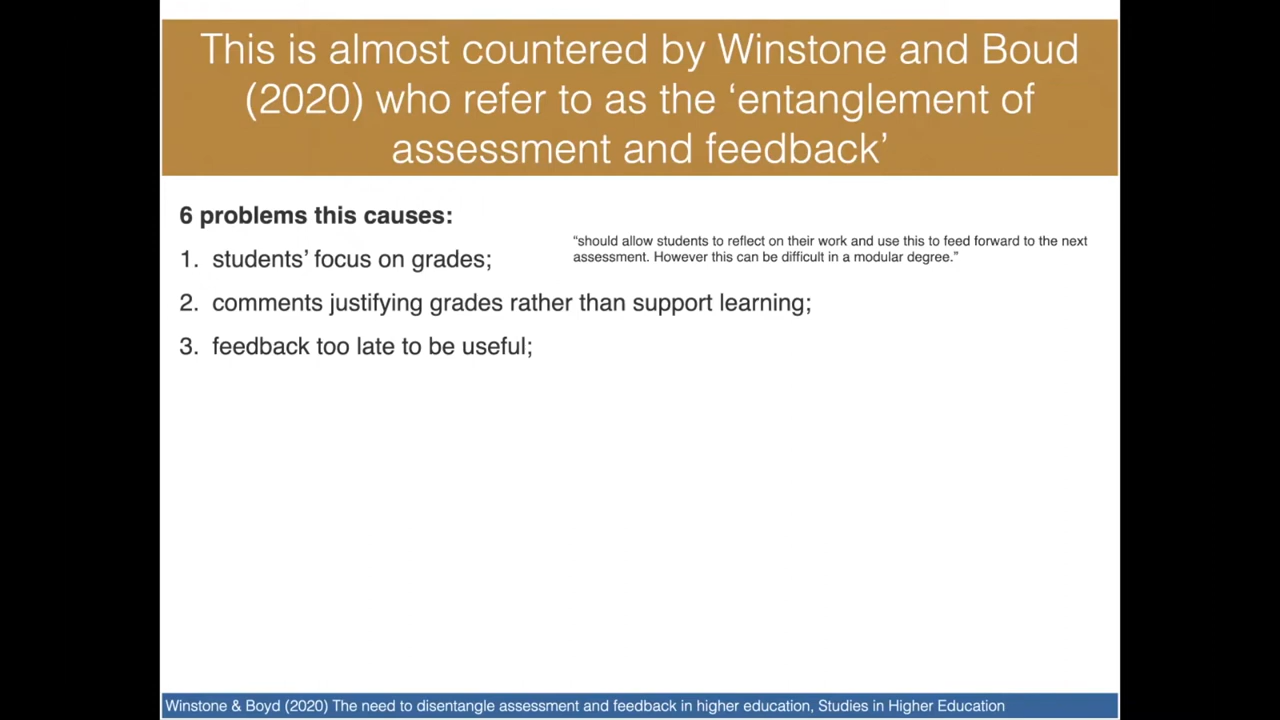 This is almost countered by Winstone and Boud
(2020) who refer to as the ‘entanglement of
assessment and feedback’
6 problems this causes:
“should allow students to reflect on their work and use this to feed forward to the next
assessment. However this can be difficult in a modular degree.”
1. students’ focus on grades;
2. comments justifying grades rather than support learning;
3. feedback too late to be useful;
Winstone & Boyd (2020) The need to disentangle assessment and feedback in higher education, Studies in Higher Education